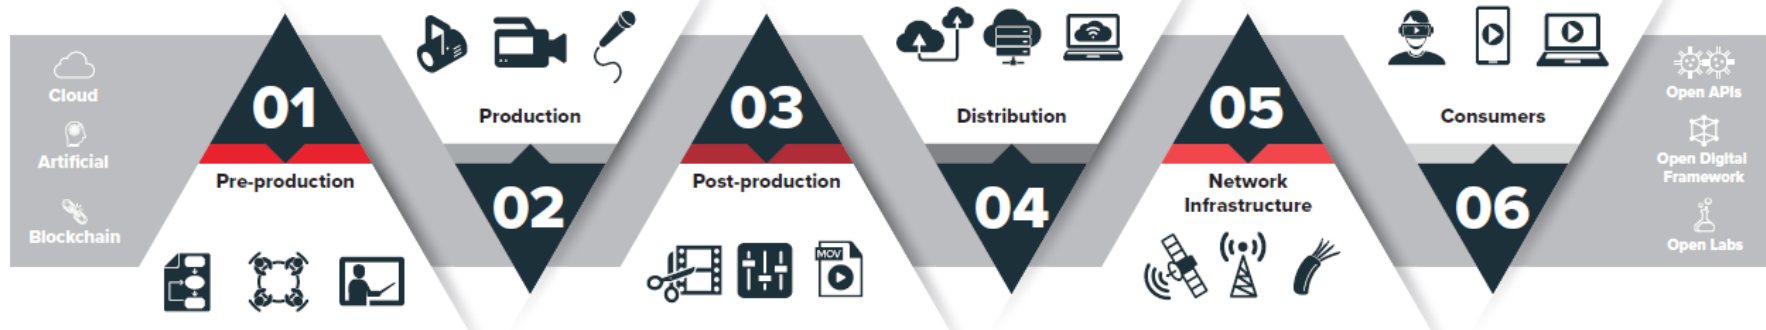 Cloud
Artificial
Blockchain
01
Pre-production
Production
02
03
Post-production
MOV
Distribution
04
05
Network
Infrastructure
Consumers
06
Open APIs
Open Digital
Framework
Open Labs